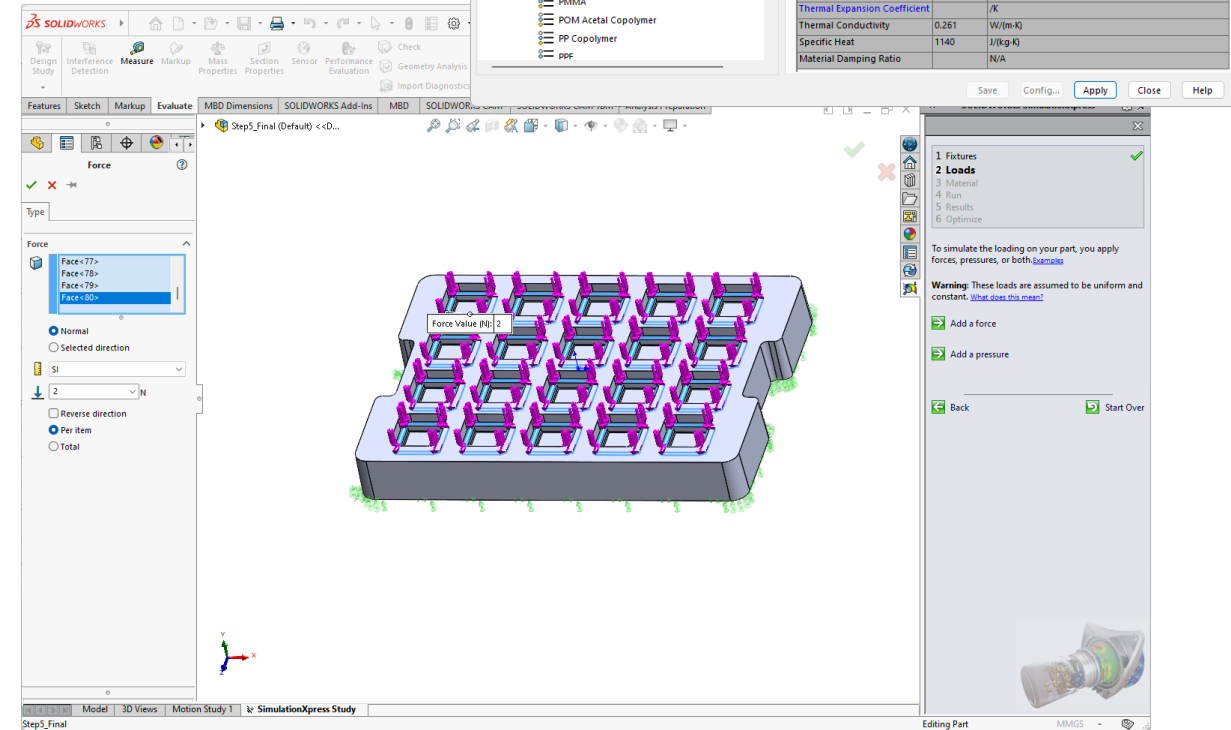 PMMA
Thermal Expansion Coefficient /K
SOLIDWORKS
POM Acetal Copolymer
Thermal Conductivity 0.261 W/(m·K)
PP Copolymer
Specific Heat 1140 J/(kg·K)
PPE
Material Damping Ratio N/A
Design Study
Interference Detection
Measure
Markup
Mass Properties
Section Properties
Sensor
Performance Evaluation
Check
Geometry Analysis
Import Diagnostics
Save Config... Apply Close Help
Features Sketch Markup Evaluate MBD Dimensions SOLIDWORKS Add-Ins MBD
Step5_Final (Default) <<D...
Force
Type
Force
Face<77>
Face<78>
Face<79>
Face<80>
Normal
Selected direction
SI
2 N
Reverse direction
Per item
Total
Force Value (N): 2
1 Fixtures
2 Loads
3 Material
4 Run
5 Results
6 Optimize
To simulate the loading on your part, you apply
forces, pressures, or both. Examples
Warning: These loads are assumed to be uniform and
constant. What does this mean?
Add a force
Add a pressure
Back Start Over
Y
X
Z
Model 3D Views Motion Study 1 SimulationXpress Study
Step5_Final Editing Part MMGS -